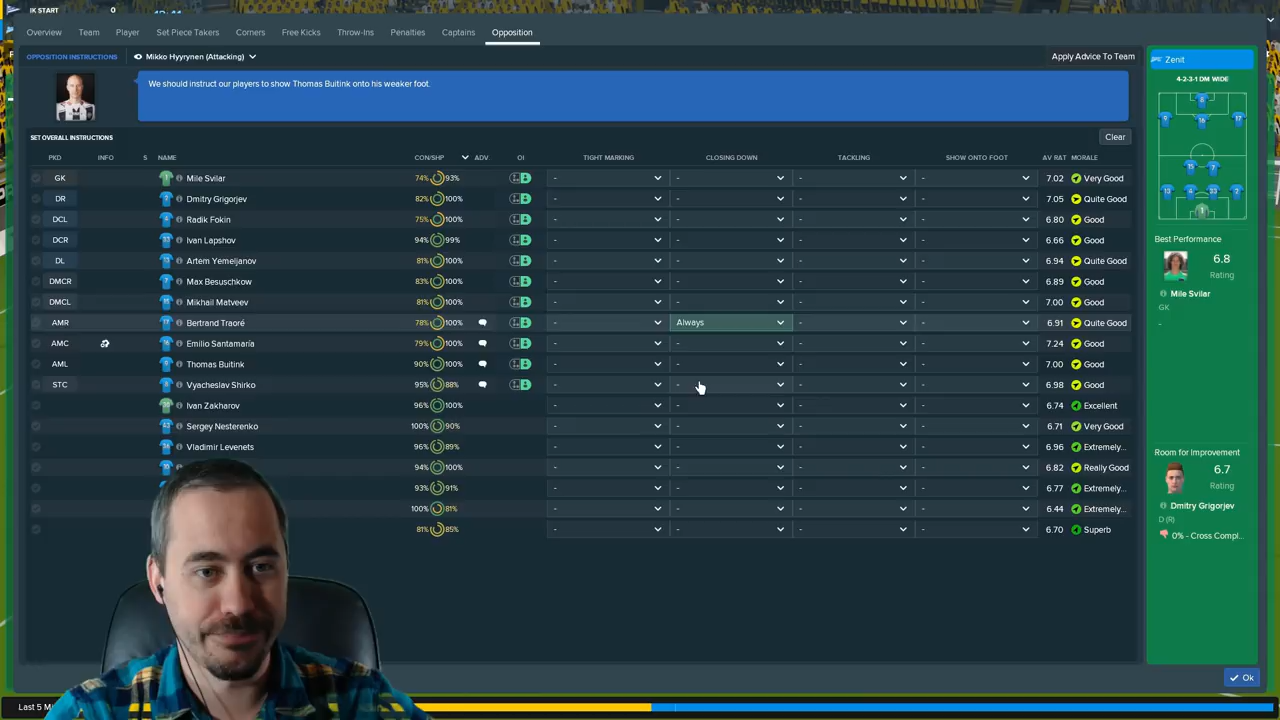 IK START 0
Overview Team Player Set Piece Takers Corners Free Kicks Throw-Ins Penalties Captains Opposition
OPPOSITION INSTRUCTIONS Mikko Hyyrynen (Attacking) Apply Advice To Team
We should instruct our players to show Thomas Buitink onto his weaker foot.
SET OVERALL INSTRUCTIONS Clear
PKD INFO S NAME CON/SHP ADV. OI TIGHT MARKING CLOSING DOWN TACKLING SHOW ONTO FOOT AV RAT MORALE
GK Mile Svilar 74% 93% - - - - 7.02 Very Good
DR Dmitry Grigorjev 82% 100% - - - - 7.05 Quite Good
DCL Radik Fokin 75% 100% - - - - 6.80 Good
DCR Ivan Lapshov 94% 99% - - - - 6.66 Good
DL Artem Yemeljanov 81% 100% - - - - 6.94 Quite Good
DMCR Max Besuschkow 83% 100% - - - - 6.89 Good
DMCL Mikhail Matveev 81% 100% - - - - 7.00 Good
AMR Bertrand Traoré 78% 100% - Always - - 6.91 Quite Good
AMC Emilio Santamaría 79% 100% - - - - 7.24 Good
AML Thomas Buitink 90% 100% - - - - 7.00 Good
STC Vyacheslav Shirko 95% 88% - - - - 6.98 Good
Ivan Zakharov 96% 100% - - - - 6.74 Excellent
Sergey Nesterenko 100% 90% - - - - 6.71 Very Good
Vladimir Levenets 96% 89% - - - - 6.96 Extremely...
94% 100% - - - - 6.82 Really Good
93% 91% - - - - 6.77 Extremely...
100% 81% - - - - 6.44 Extremely...
81% 85% - - - - 6.70 Superb
Zenit
4-2-3-1 DM WIDE
Best Performance
6.8
Rating
Mile Svilar
GK
-
Room for Improvement
6.7
Rating
Dmitry Grigorjev
D (R)
0% - Cross Compl...
Ok
Last 5 M